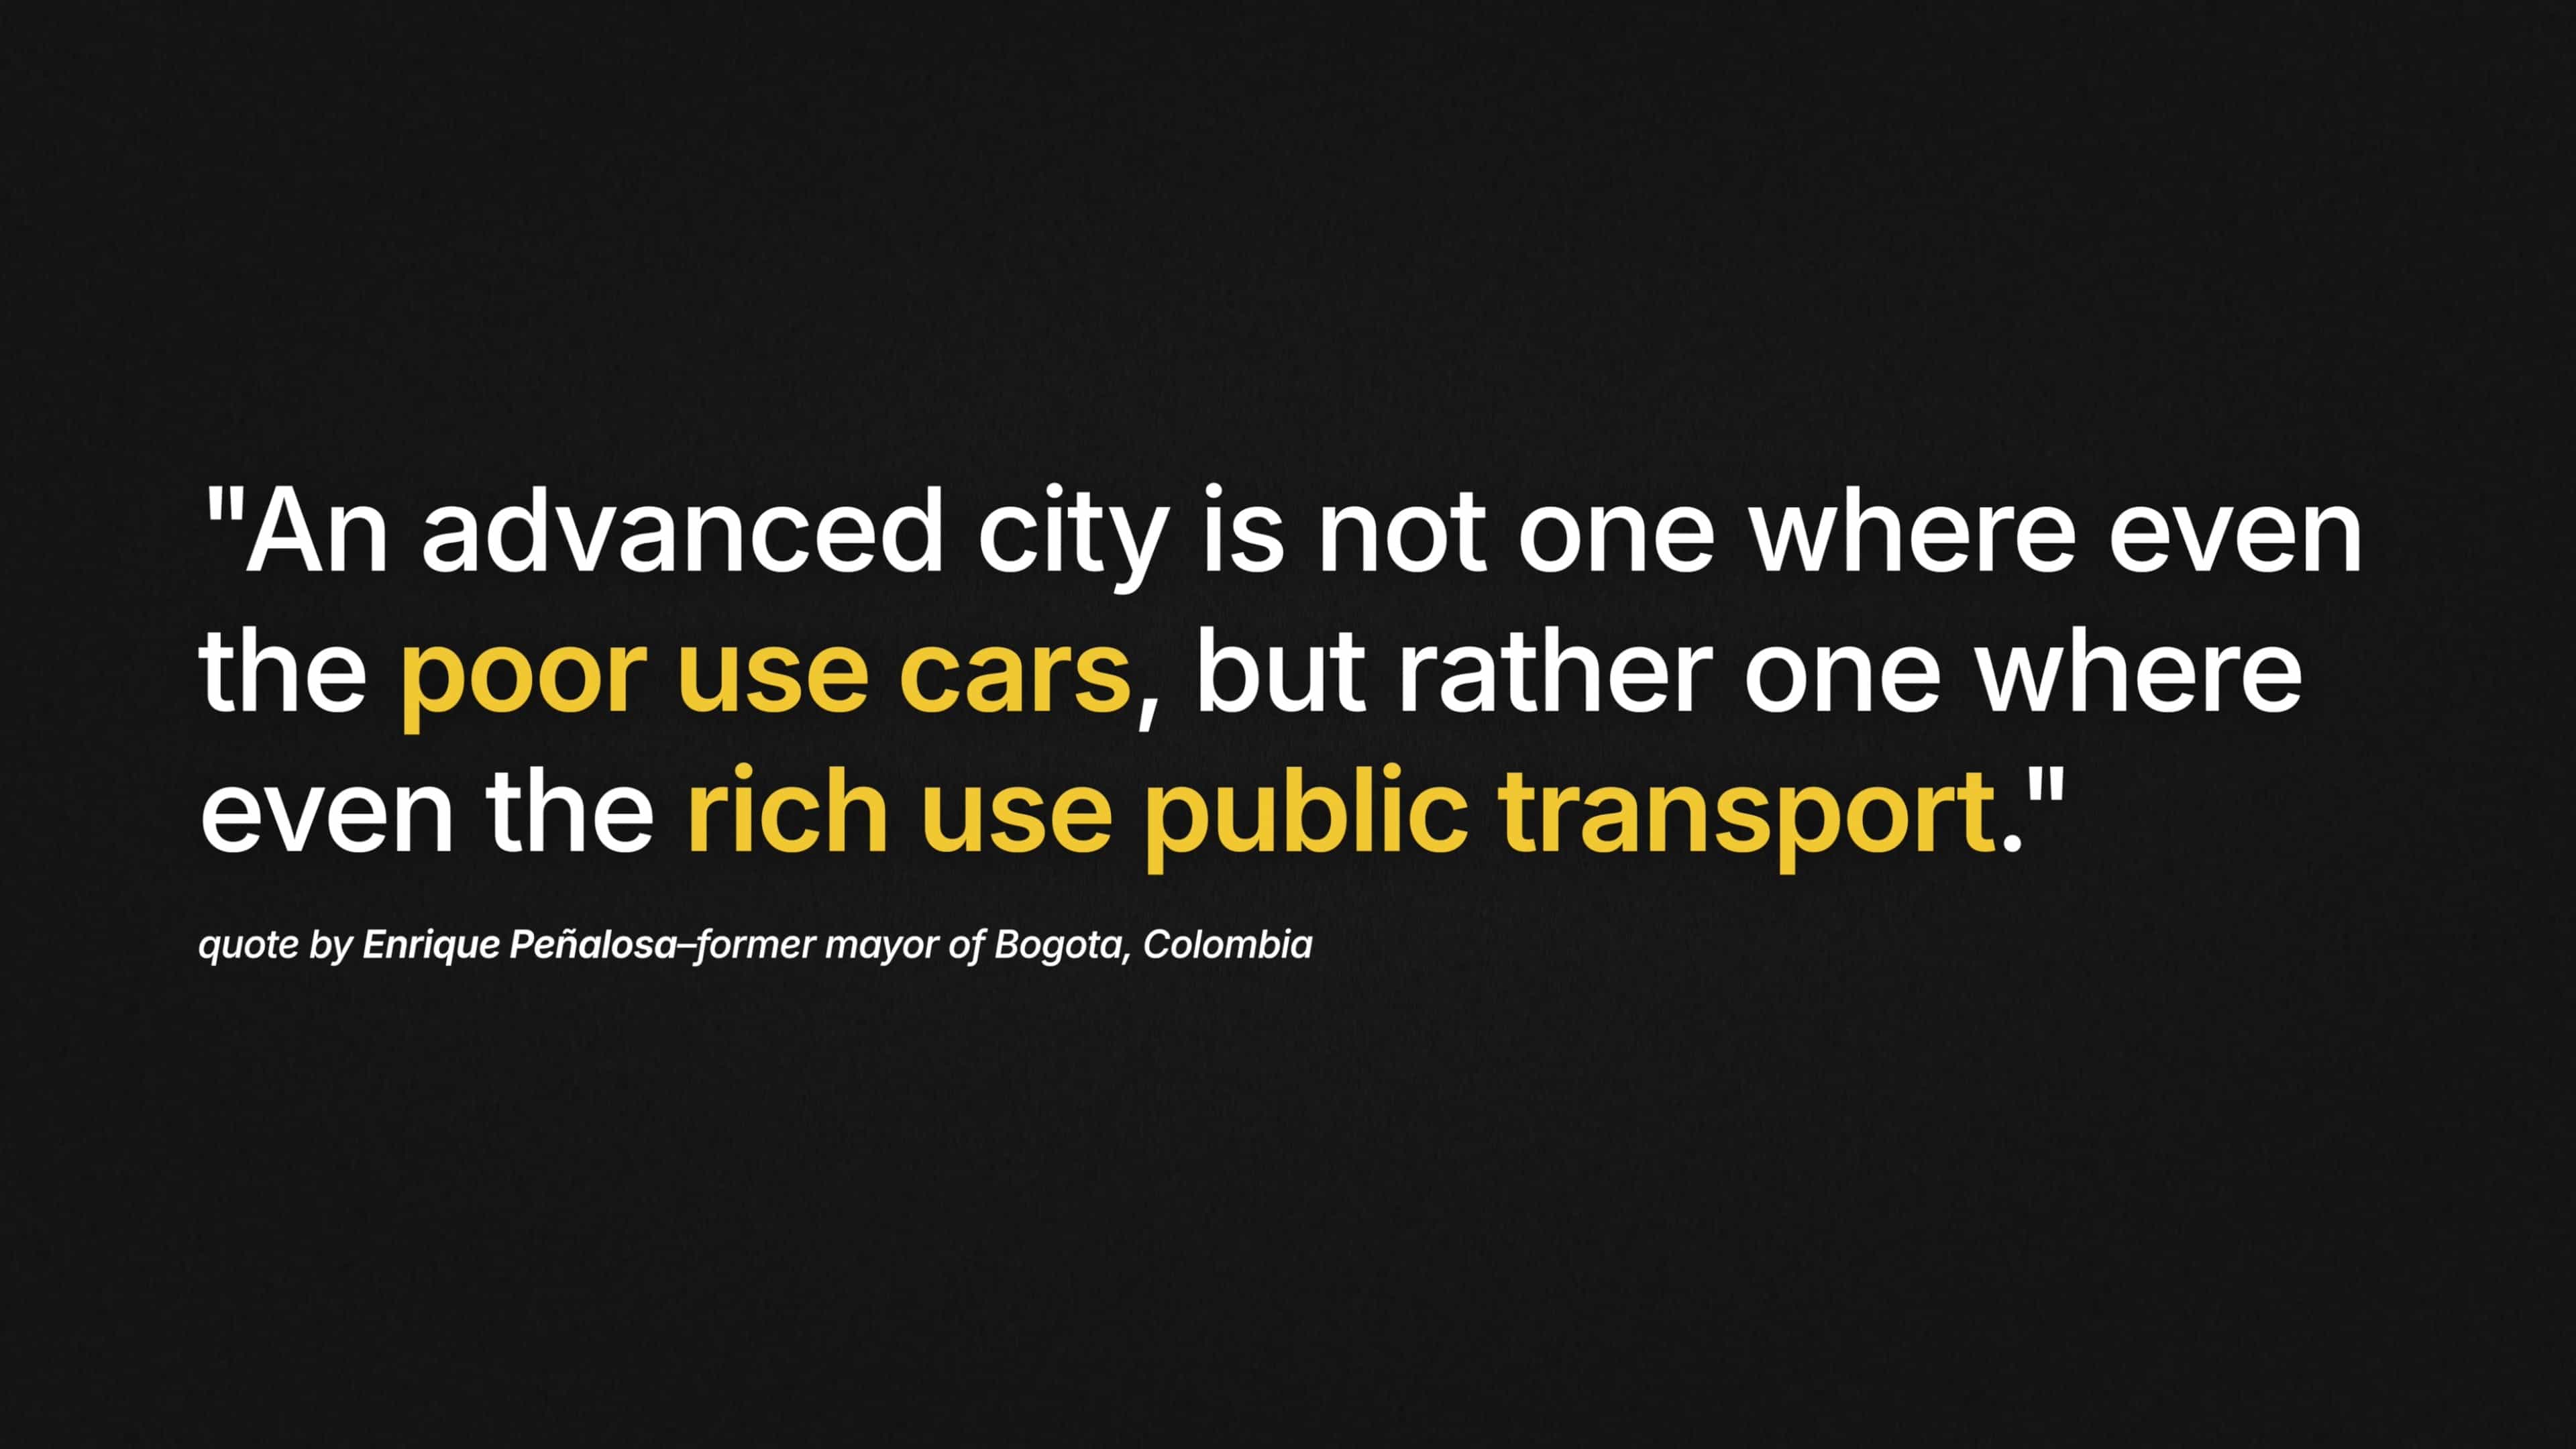 "An advanced city is not one where even
the poor use cars, but rather one where
even the rich use public transport."
quote by Enrique Peñalosa–former mayor of Bogota, Colombia